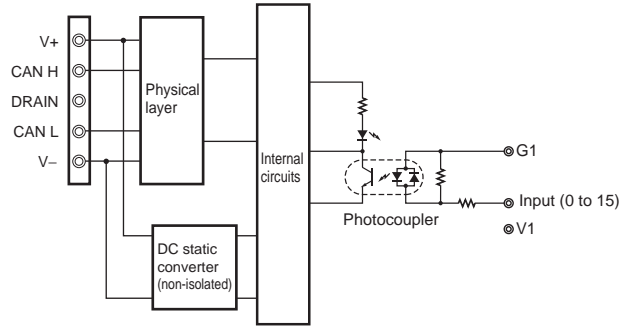 V+
CAN H
DRAIN
CAN L
V–
Physical
layer
DC static
converter
(non-isolated)
Internal
circuits
Photocoupler
G1
Input (0 to 15)
V1